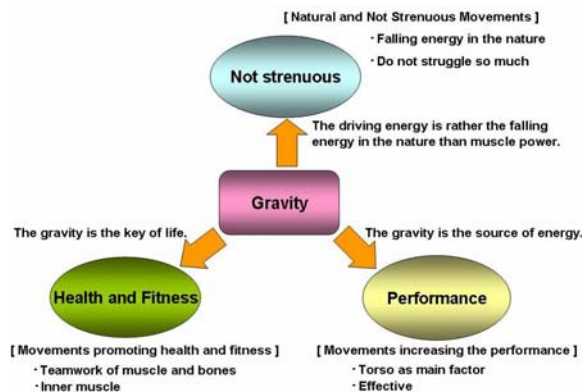 [ Natural and Not Strenuous Movements ]
・Falling energy in the nature
・Do not struggle so much
Not strenuous
The driving energy is rather the falling
energy in the nature than muscle power.
Gravity
The gravity is the key of life.
The gravity is the source of energy.
Health and Fitness
Performance
[ Movements promoting health and fitness ]
・Teamwork of muscle and bones
・Inner muscle
[ Movements increasing the performance ]
・Torso as main factor
・Effective